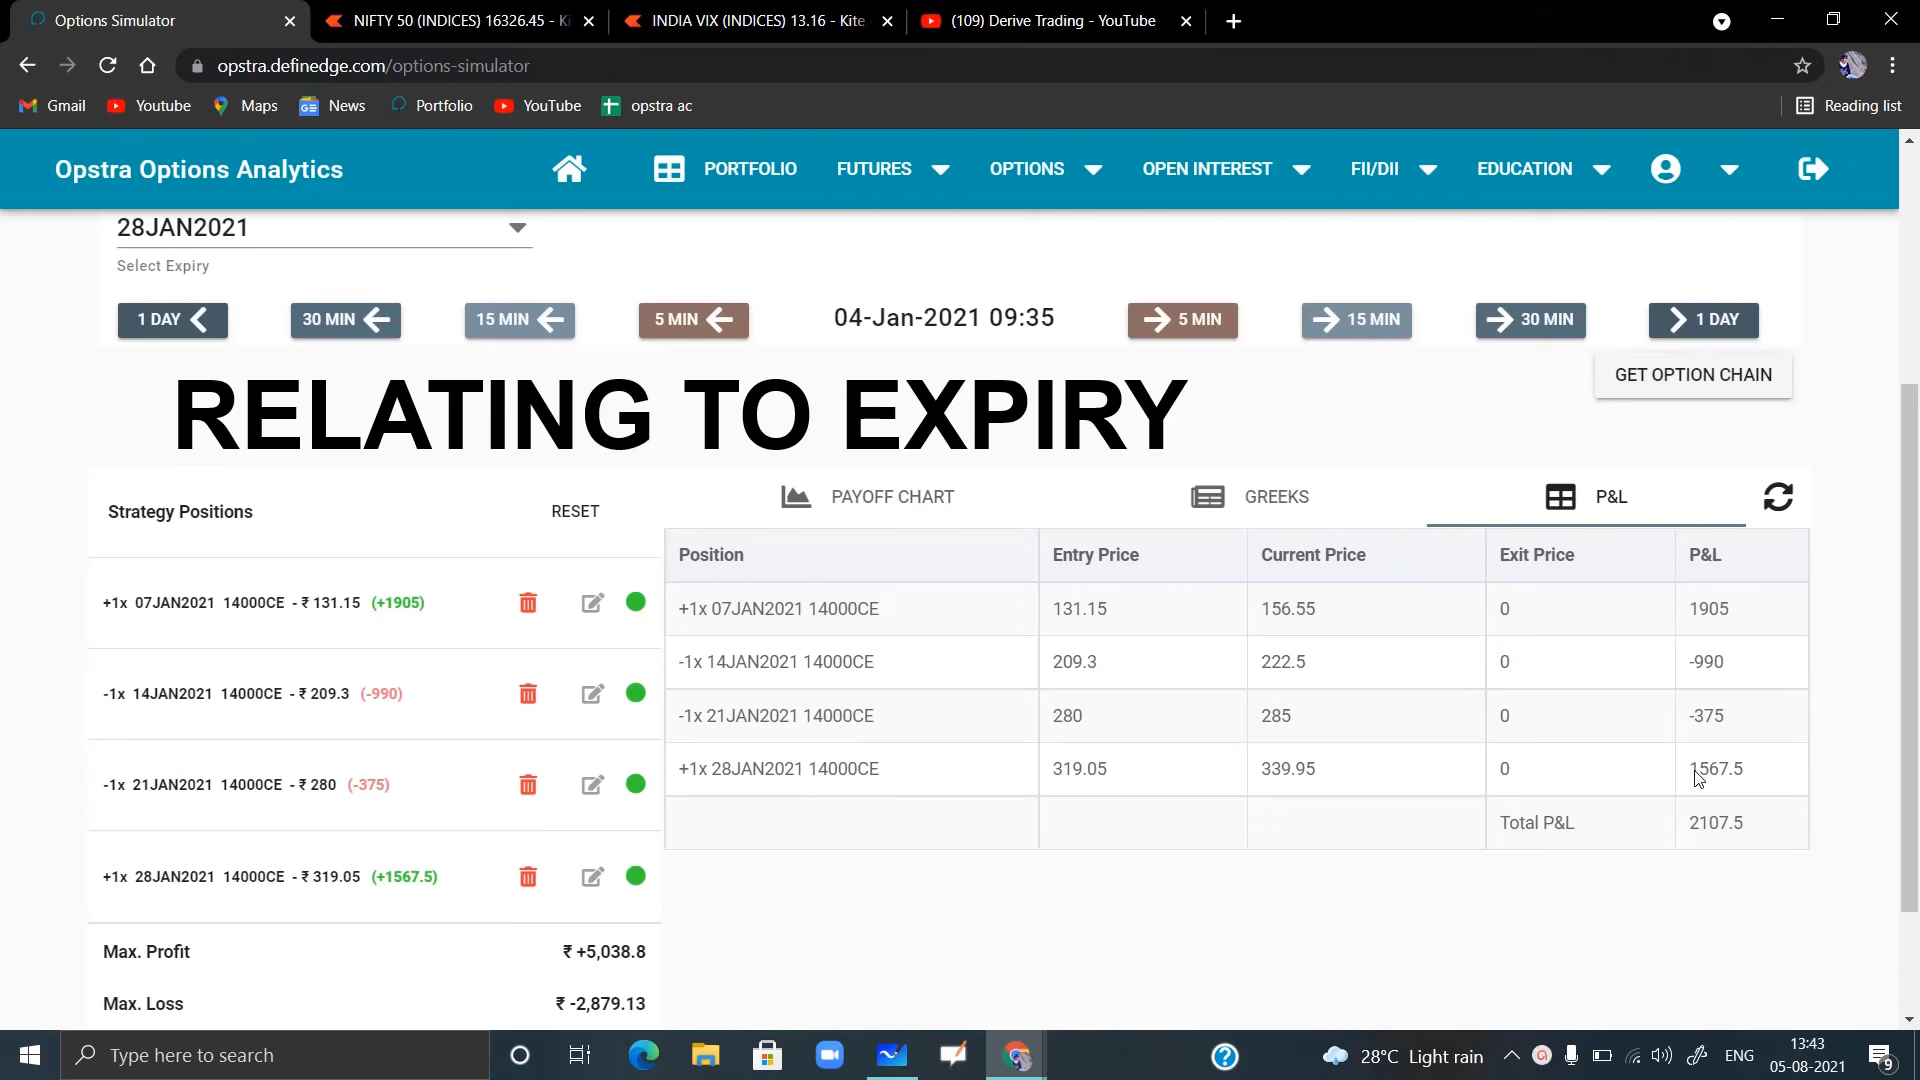 Options Simulator
NIFTY 50 (INDICES) 16326.45 - Ki
INDIA VIX (INDICES) 13.16 - Kite
(109) Derive Trading - YouTube
opstra.definedge.com/options-simulator
Gmail Youtube Maps News Portfolio YouTube opstra ac Reading list
Opstra Options Analytics PORTFOLIO FUTURES OPTIONS OPEN INTEREST FII/DII EDUCATION
28JAN2021
Select Expiry
1 DAY 30 MIN 15 MIN 5 MIN 04-Jan-2021 09:35 5 MIN 15 MIN 30 MIN 1 DAY
GET OPTION CHAIN
RELATING TO EXPIRY
Strategy Positions RESET
+1x 07JAN2021 14000CE - ₹ 131.15 (+1905)
-1x 14JAN2021 14000CE - ₹ 209.3 (-990)
-1x 21JAN2021 14000CE - ₹ 280 (-375)
+1x 28JAN2021 14000CE - ₹ 319.05 (+1567.5)
Max. Profit ₹ +5,038.8
Max. Loss ₹ -2,879.13
PAYOFF CHART GREEKS P&L
Position Entry Price Current Price Exit Price P&L
+1x 07JAN2021 14000CE 131.15 156.55 0 1905
-1x 14JAN2021 14000CE 209.3 222.5 0 -990
-1x 21JAN2021 14000CE 280 285 0 -375
+1x 28JAN2021 14000CE 319.05 339.95 0 1567.5
Total P&L 2107.5
Type here to search
28°C Light rain
ENG
13:43
05-08-2021
9